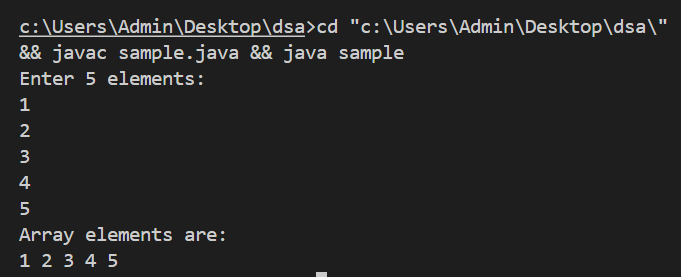 c:\Users\Admin\Desktop\dsa>cd "c:\Users\Admin\Desktop\dsa\"
&& javac sample.java && java sample
Enter 5 elements:
1
2
3
4
5
Array elements are:
1 2 3 4 5